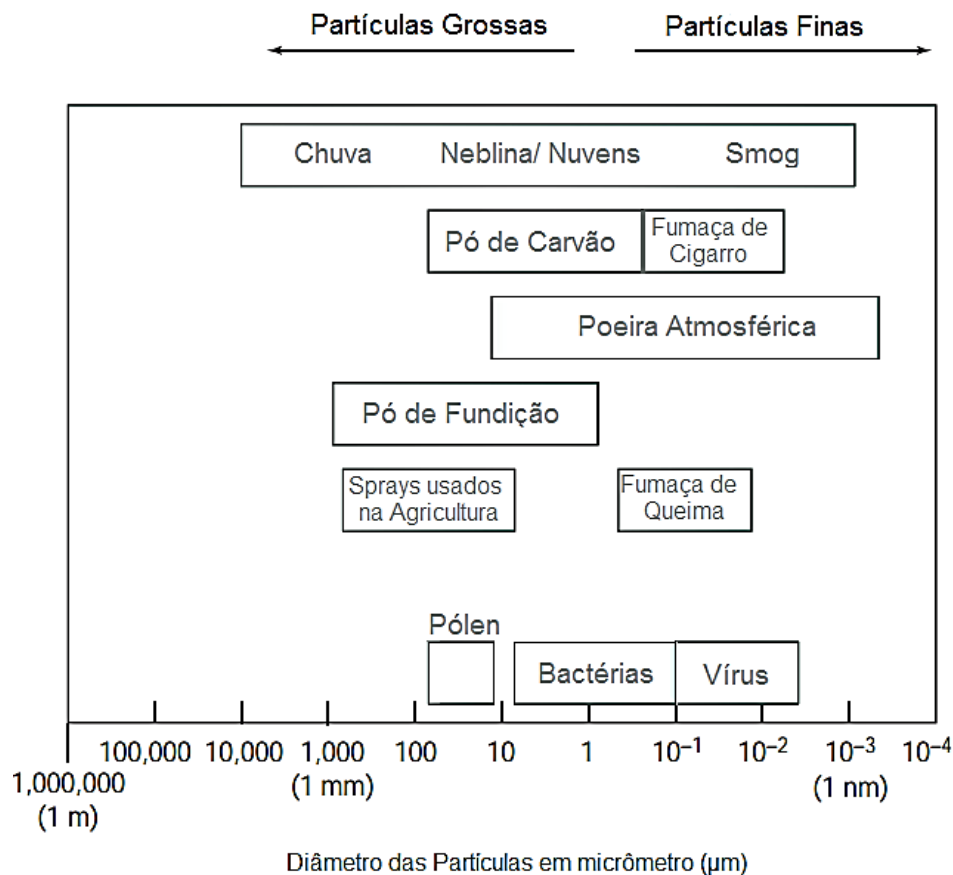 Partículas Grossas
Partículas Finas
Chuva
Neblina/ Nuvens
Smog
Pó de Carvão
Fumaça de
Cigarro
Poeira Atmosférica
Pó de Fundição
Sprays usados
na Agricultura
Fumaça de
Queima
Pólen
Bactérias
Vírus
1,000,000
(1 m)
100,000
10,000
1,000
(1 mm)
100
10
1
10⁻¹
10⁻²
10⁻³
(1 nm)
10⁻⁴
Diâmetro das Partículas em micrômetro (µm)